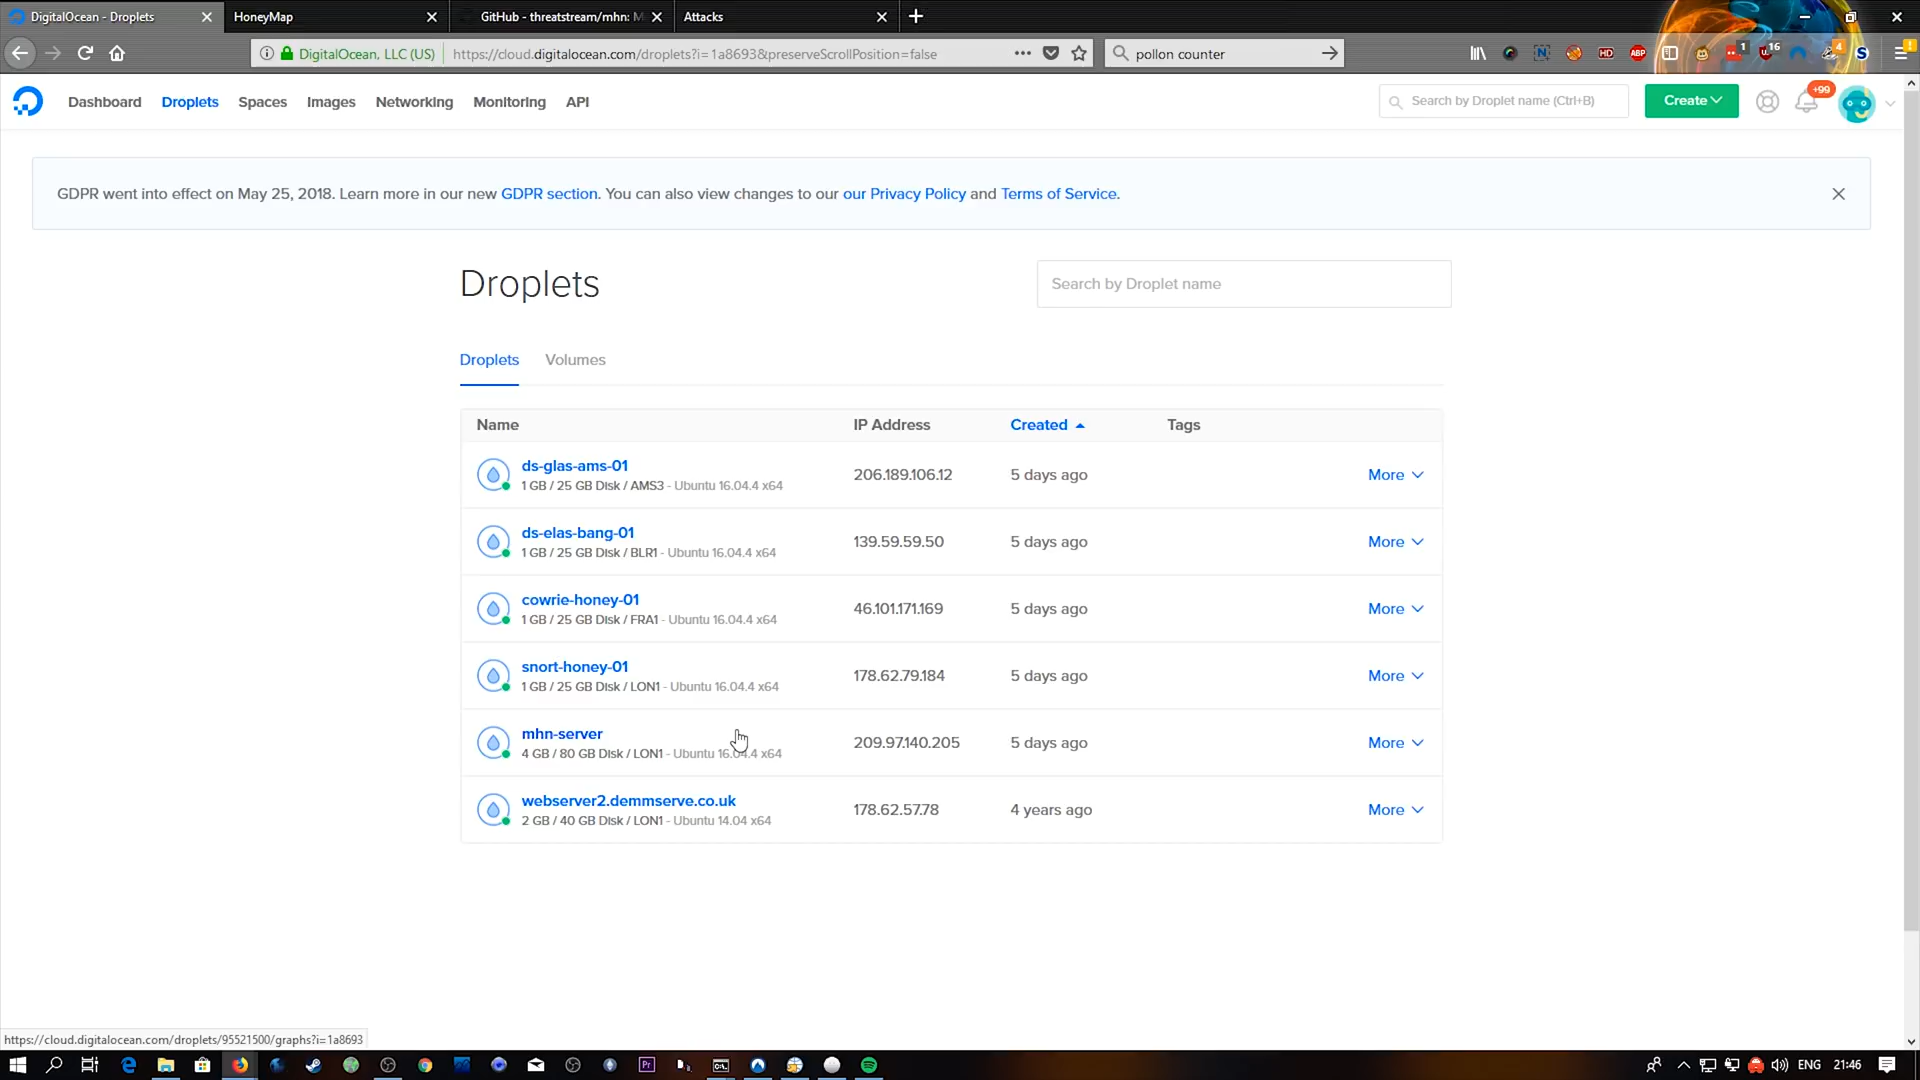 DigitalOcean - Droplets
HoneyMap
GitHub - threatstream/mhn: M
Attacks
DigitalOcean, LLC (US)
https://cloud.digitalocean.com/droplets?i=1a8693&preserveScrollPosition=false
pollon counter
HD
ABP
1
16
4
Dashboard
Droplets
Spaces
Images
Networking
Monitoring
API
Search by Droplet name (Ctrl+B)
Create
+99
GDPR went into effect on May 25, 2018. Learn more in our new GDPR section. You can also view changes to our our Privacy Policy and Terms of Service.
Droplets
Search by Droplet name
Droplets
Volumes
Name IP Address Created Tags
ds-glas-ams-01
1 GB / 25 GB Disk / AMS3 - Ubuntu 16.04.4 x64
206.189.106.12
5 days ago
More
ds-elas-bang-01
1 GB / 25 GB Disk / BLR1 - Ubuntu 16.04.4 x64
139.59.59.50
5 days ago
More
cowrie-honey-01
1 GB / 25 GB Disk / FRA1 - Ubuntu 16.04.4 x64
46.101.171.169
5 days ago
More
snort-honey-01
1 GB / 25 GB Disk / LON1 - Ubuntu 16.04.4 x64
178.62.79.184
5 days ago
More
mhn-server
4 GB / 80 GB Disk / LON1 - Ubuntu 16.04.4 x64
209.97.140.205
5 days ago
More
webserver2.demmserve.co.uk
2 GB / 40 GB Disk / LON1 - Ubuntu 14.04 x64
178.62.57.78
4 years ago
More
https://cloud.digitalocean.com/droplets/95521500/graphs?i=1a8693
Pr
ENG
21:46